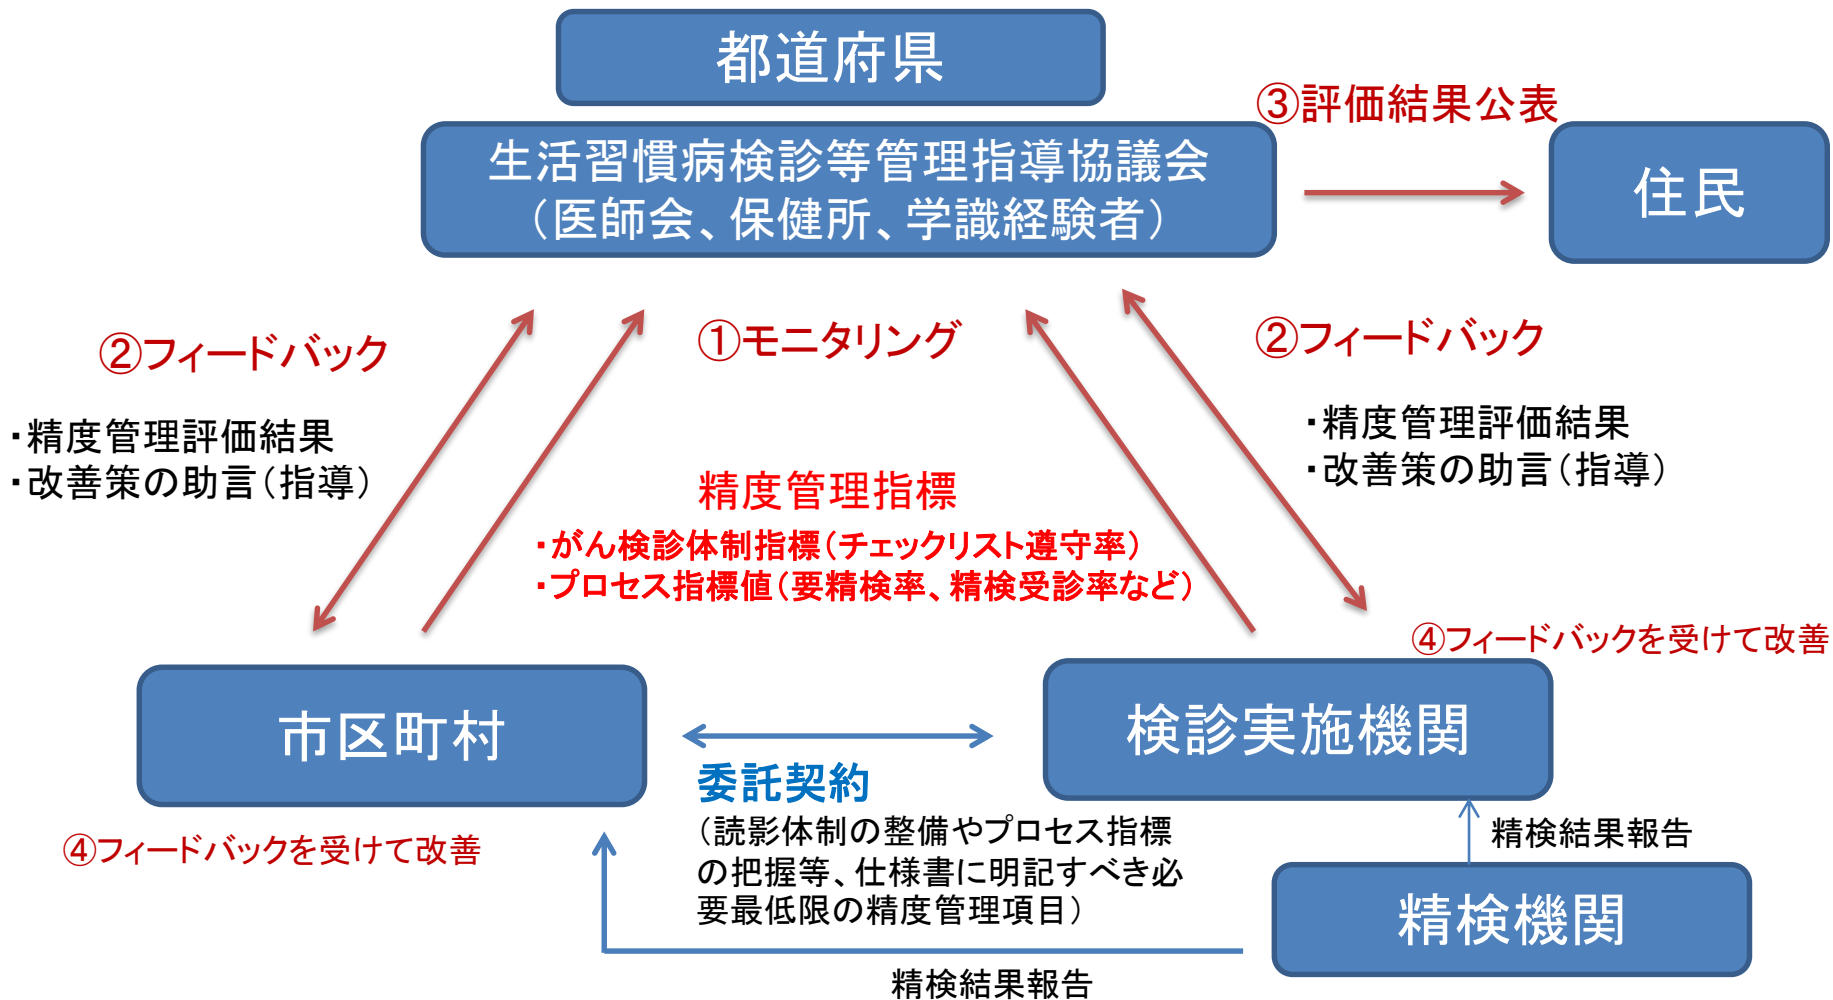 都道府県
③評価結果公表
生活習慣病検診等管理指導協議会
（医師会、保健所、学識経験者）
住民
②フィードバック
①モニタリング
②フィードバック
・精度管理評価結果
・改善策の助言（指導）
・精度管理評価結果
・改善策の助言（指導）
精度管理指標
・がん検診体制指標（チェックリスト遵守率）
・プロセス指標値（要精検率、精検受診率など）
④フィードバックを受けて改善
市区町村
検診実施機関
委託契約
（読影体制の整備やプロセス指標
の把握等、仕様書に明記すべき必
要最低限の精度管理項目）
④フィードバックを受けて改善
精検結果報告
精検機関
精検結果報告